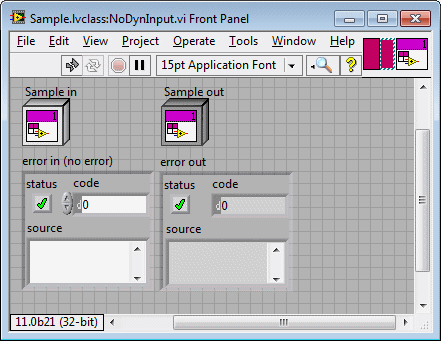 Sample.lvclass:NoDynInput.vi Front Panel
File Edit View Project Operate Tools Window Help
15pt Application Font
?
1
Sample in Sample out
1 1
error in (no error) error out
status code status code
0 0
source source
11.0b21 (32-bit)